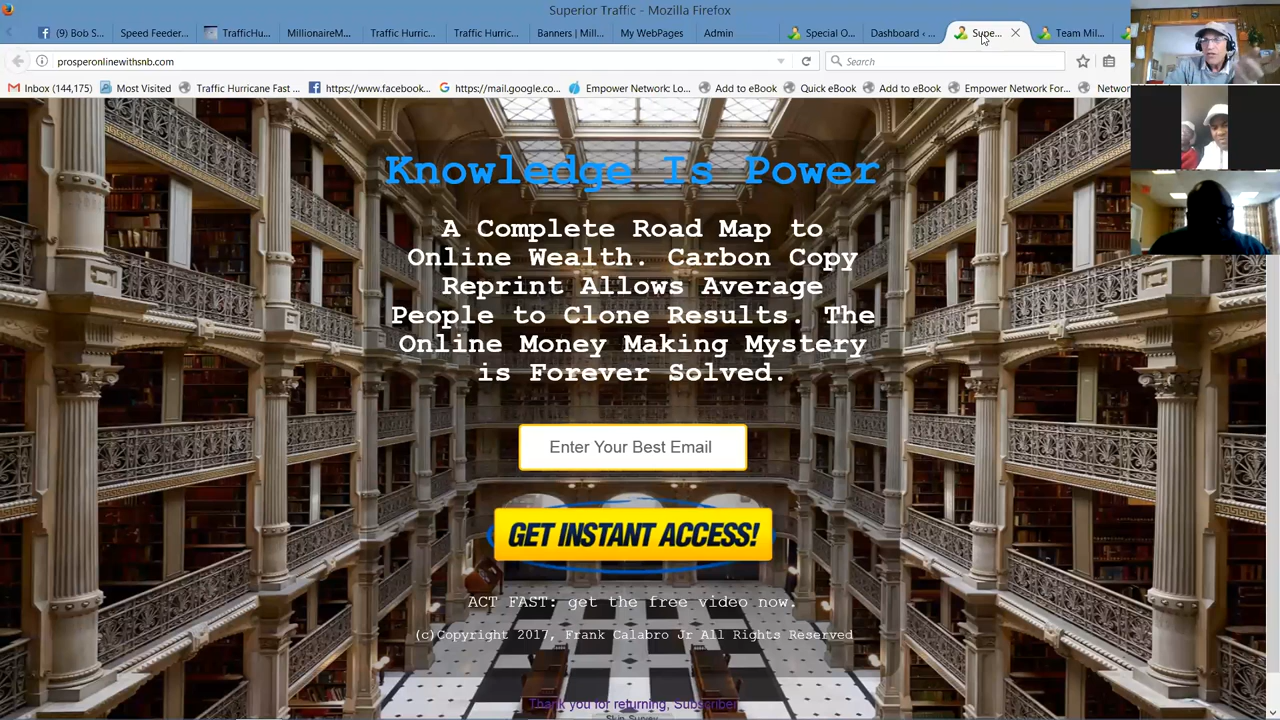 Superior Traffic - Mozilla Firefox
(9) Bob S...
Speed Feeder...
TrafficHu...
MillionaireM...
Traffic Hurric...
Traffic Hurric...
Banners | Mill...
My WebPages
Admin
Special O...
Dashboard ‹ ...
Supe...
Team Mil...
prosperonlinewithsnb.com
Search
Inbox (144,175)
Most Visited
Traffic Hurricane Fast ...
https://www.facebook...
https://mail.google.co...
Empower Network: Lo...
Add to eBook
Quick eBook
Add to eBook
Empower Network For...
Network
Knowledge Is Power
A Complete Road Map to
Online Wealth. Carbon Copy
Reprint Allows Average
People to Clone Results. The
Online Money Making Mystery
is Forever Solved.
Enter Your Best Email
GET INSTANT ACCESS!
ACT FAST: get the free video now.
(c)Copyright 2017, Frank Calabro Jr All Rights Reserved
Thank you for returning, Subscriber
Skip Survey